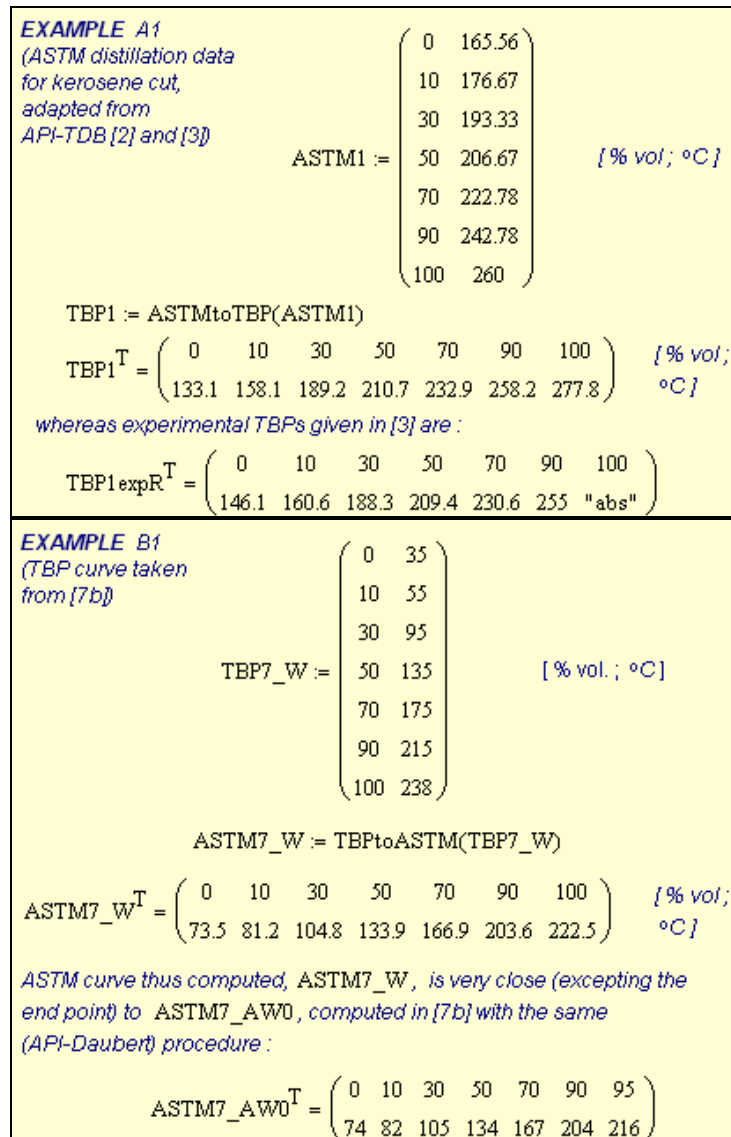 EXAMPLE A1
(ASTM distillation data
for kerosene cut,
adapted from
API-TDB [2] and [3])
ASTM1 :=
0 165.56
10 176.67
30 193.33
50 206.67
70 222.78
90 242.78
100 260
[ % vol ; ºC ]
TBP1 := ASTMtoTBP(ASTM1)
TBP1^T =
0 10 30 50 70 90 100
133.1 158.1 189.2 210.7 232.9 258.2 277.8
[ % vol ;
ºC ]
whereas experimental TBPs given in [3] are :
TBP1expR^T =
0 10 30 50 70 90 100
146.1 160.6 188.3 209.4 230.6 255 "abs"
EXAMPLE B1
(TBP curve taken
from [7b])
TBP7_W :=
0 35
10 55
30 95
50 135
70 175
90 215
100 238
[ % vol. ; ºC ]
ASTM7_W := TBPtoASTM(TBP7_W)
ASTM7_W^T =
0 10 30 50 70 90 100
73.5 81.2 104.8 133.9 166.9 203.6 222.5
[ % vol ;
ºC ]
ASTM curve thus computed, ASTM7_W , is very close (excepting the
end point) to ASTM7_AW0 , computed in [7b] with the same
(API-Daubert) procedure :
ASTM7_AW0^T =
0 10 30 50 70 90 95
74 82 105 134 167 204 216